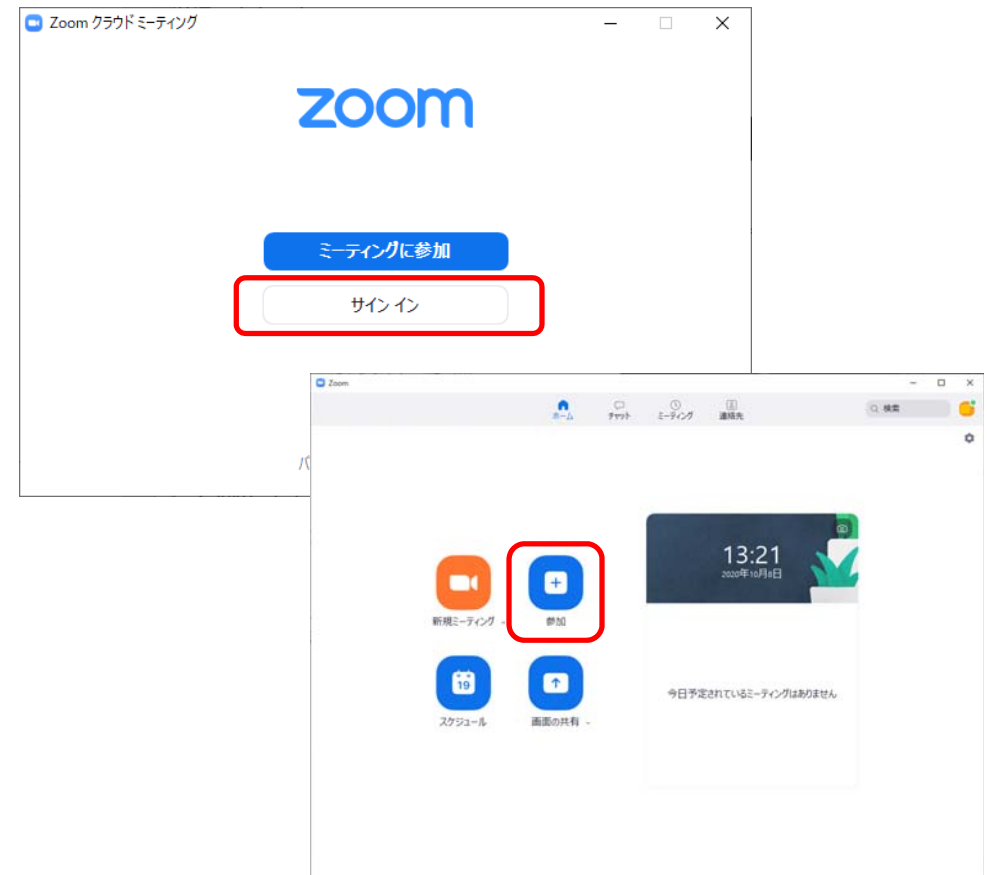 Zoom クラウド ミーティング
zoom
ミーティングに参加
サイン イン
バ
Zoom
ホーム
チャット
ミーティング
連絡先
検索
13:21
2020年10月8日
新規ミーティング
参加
19
スケジュール
画面の共有
今日予定されているミーティングはありません